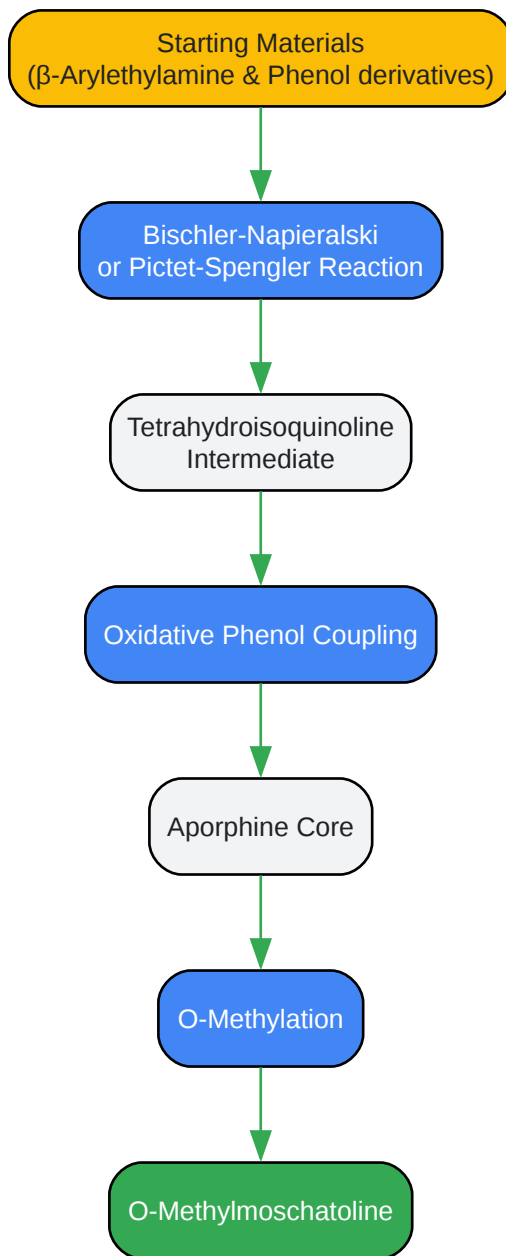 Starting Materials
(β-Arylethylamine & Phenol derivatives)
Bischler-Napieralski
or Pictet-Spengler Reaction
Tetrahydroisoquinoline
Intermediate
Oxidative Phenol Coupling
Aporphine Core
O-Methylation
O-Methylmoschatoline